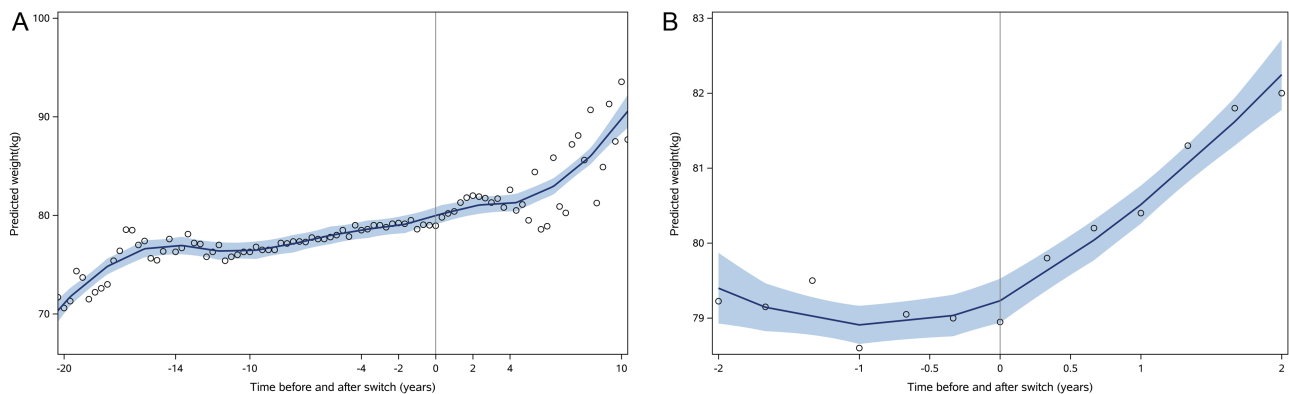 A
100
90
80
70
Predicted weight(kg)
-20 -14 -10 -4 -2 0 2 4 10
Time before and after switch (years)
B
83
82
81
80
79
Predicted weight(kg)
-2 -1 -0.5 0 0.5 1 2
Time before and after switch (years)